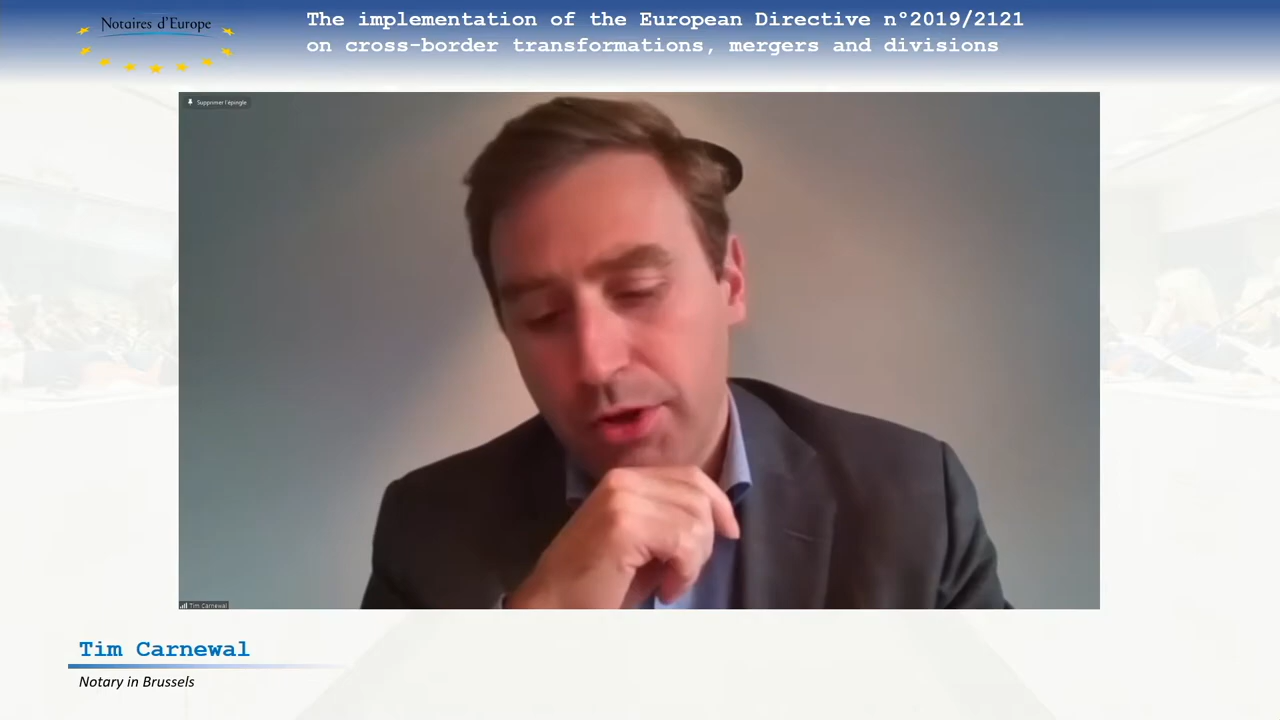 Notaires d'Europe
The implementation of the European Directive n°2019/2121
on cross-border transformations, mergers and divisions
Supprimer l'épingle
Tim Carnewal
Tim Carnewal
Notary in Brussels